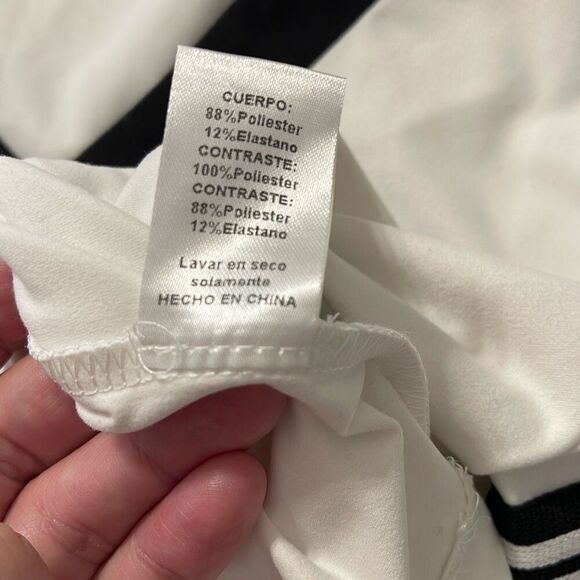 CUERPO:
88%Poliester
12%Elastano
CONTRASTE:
100%Poliester
CONTRASTE:
88%Poliester
12%Elastano
Lavar en seco
solamente
HECHO EN CHINA